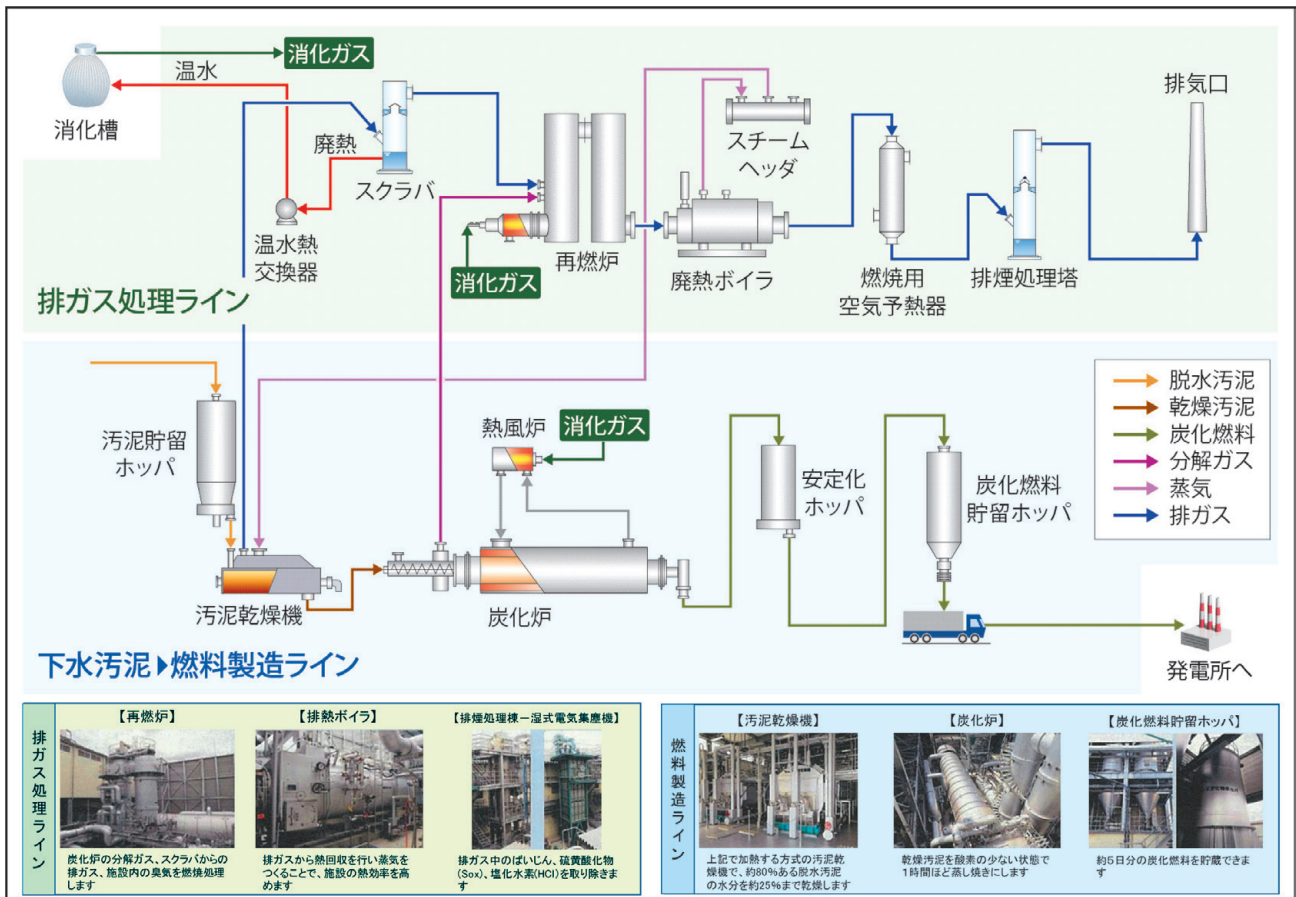 消化ガス
温水
消化槽
廃熱
スクラバ
温水熱
交換器
消化ガス
再燃炉
スチーム
ヘッダ
廃熱ボイラ
燃焼用
空気予熱器
排煙処理塔
排気口
排ガス処理ライン
汚泥貯留
ホッパ
汚泥乾燥機
熱風炉
消化ガス
炭化炉
安定化
ホッパ
炭化燃料
貯留ホッパ
脱水汚泥
乾燥汚泥
炭化燃料
分解ガス
蒸気
排ガス
発電所へ
下水汚泥▶燃料製造ライン
排ガス処理ライン
【再燃炉】
炭化炉の分解ガス、スクラバからの
排ガス、施設内の臭気を燃焼処理
します
【排熱ボイラ】
排ガスから熱回収を行い蒸気を
つくることで、施設の熱効率を高
めます
【排煙処理棟－湿式電気集塵機】
排ガス中のばいじん、硫黄酸化物
(Sox)、塩化水素(HCl)を取り除きま
す
燃料製造ライン
【汚泥乾燥機】
上記で加熱する方式の汚泥乾
燥機で、約80％ある脱水汚泥
の水分を約25％まで乾燥します
【炭化炉】
乾燥汚泥を酸素の少ない状態で
1時間ほど蒸し焼きにします
【炭化燃料貯留ホッパ】
約5日分の炭化燃料を貯蔵できま
す